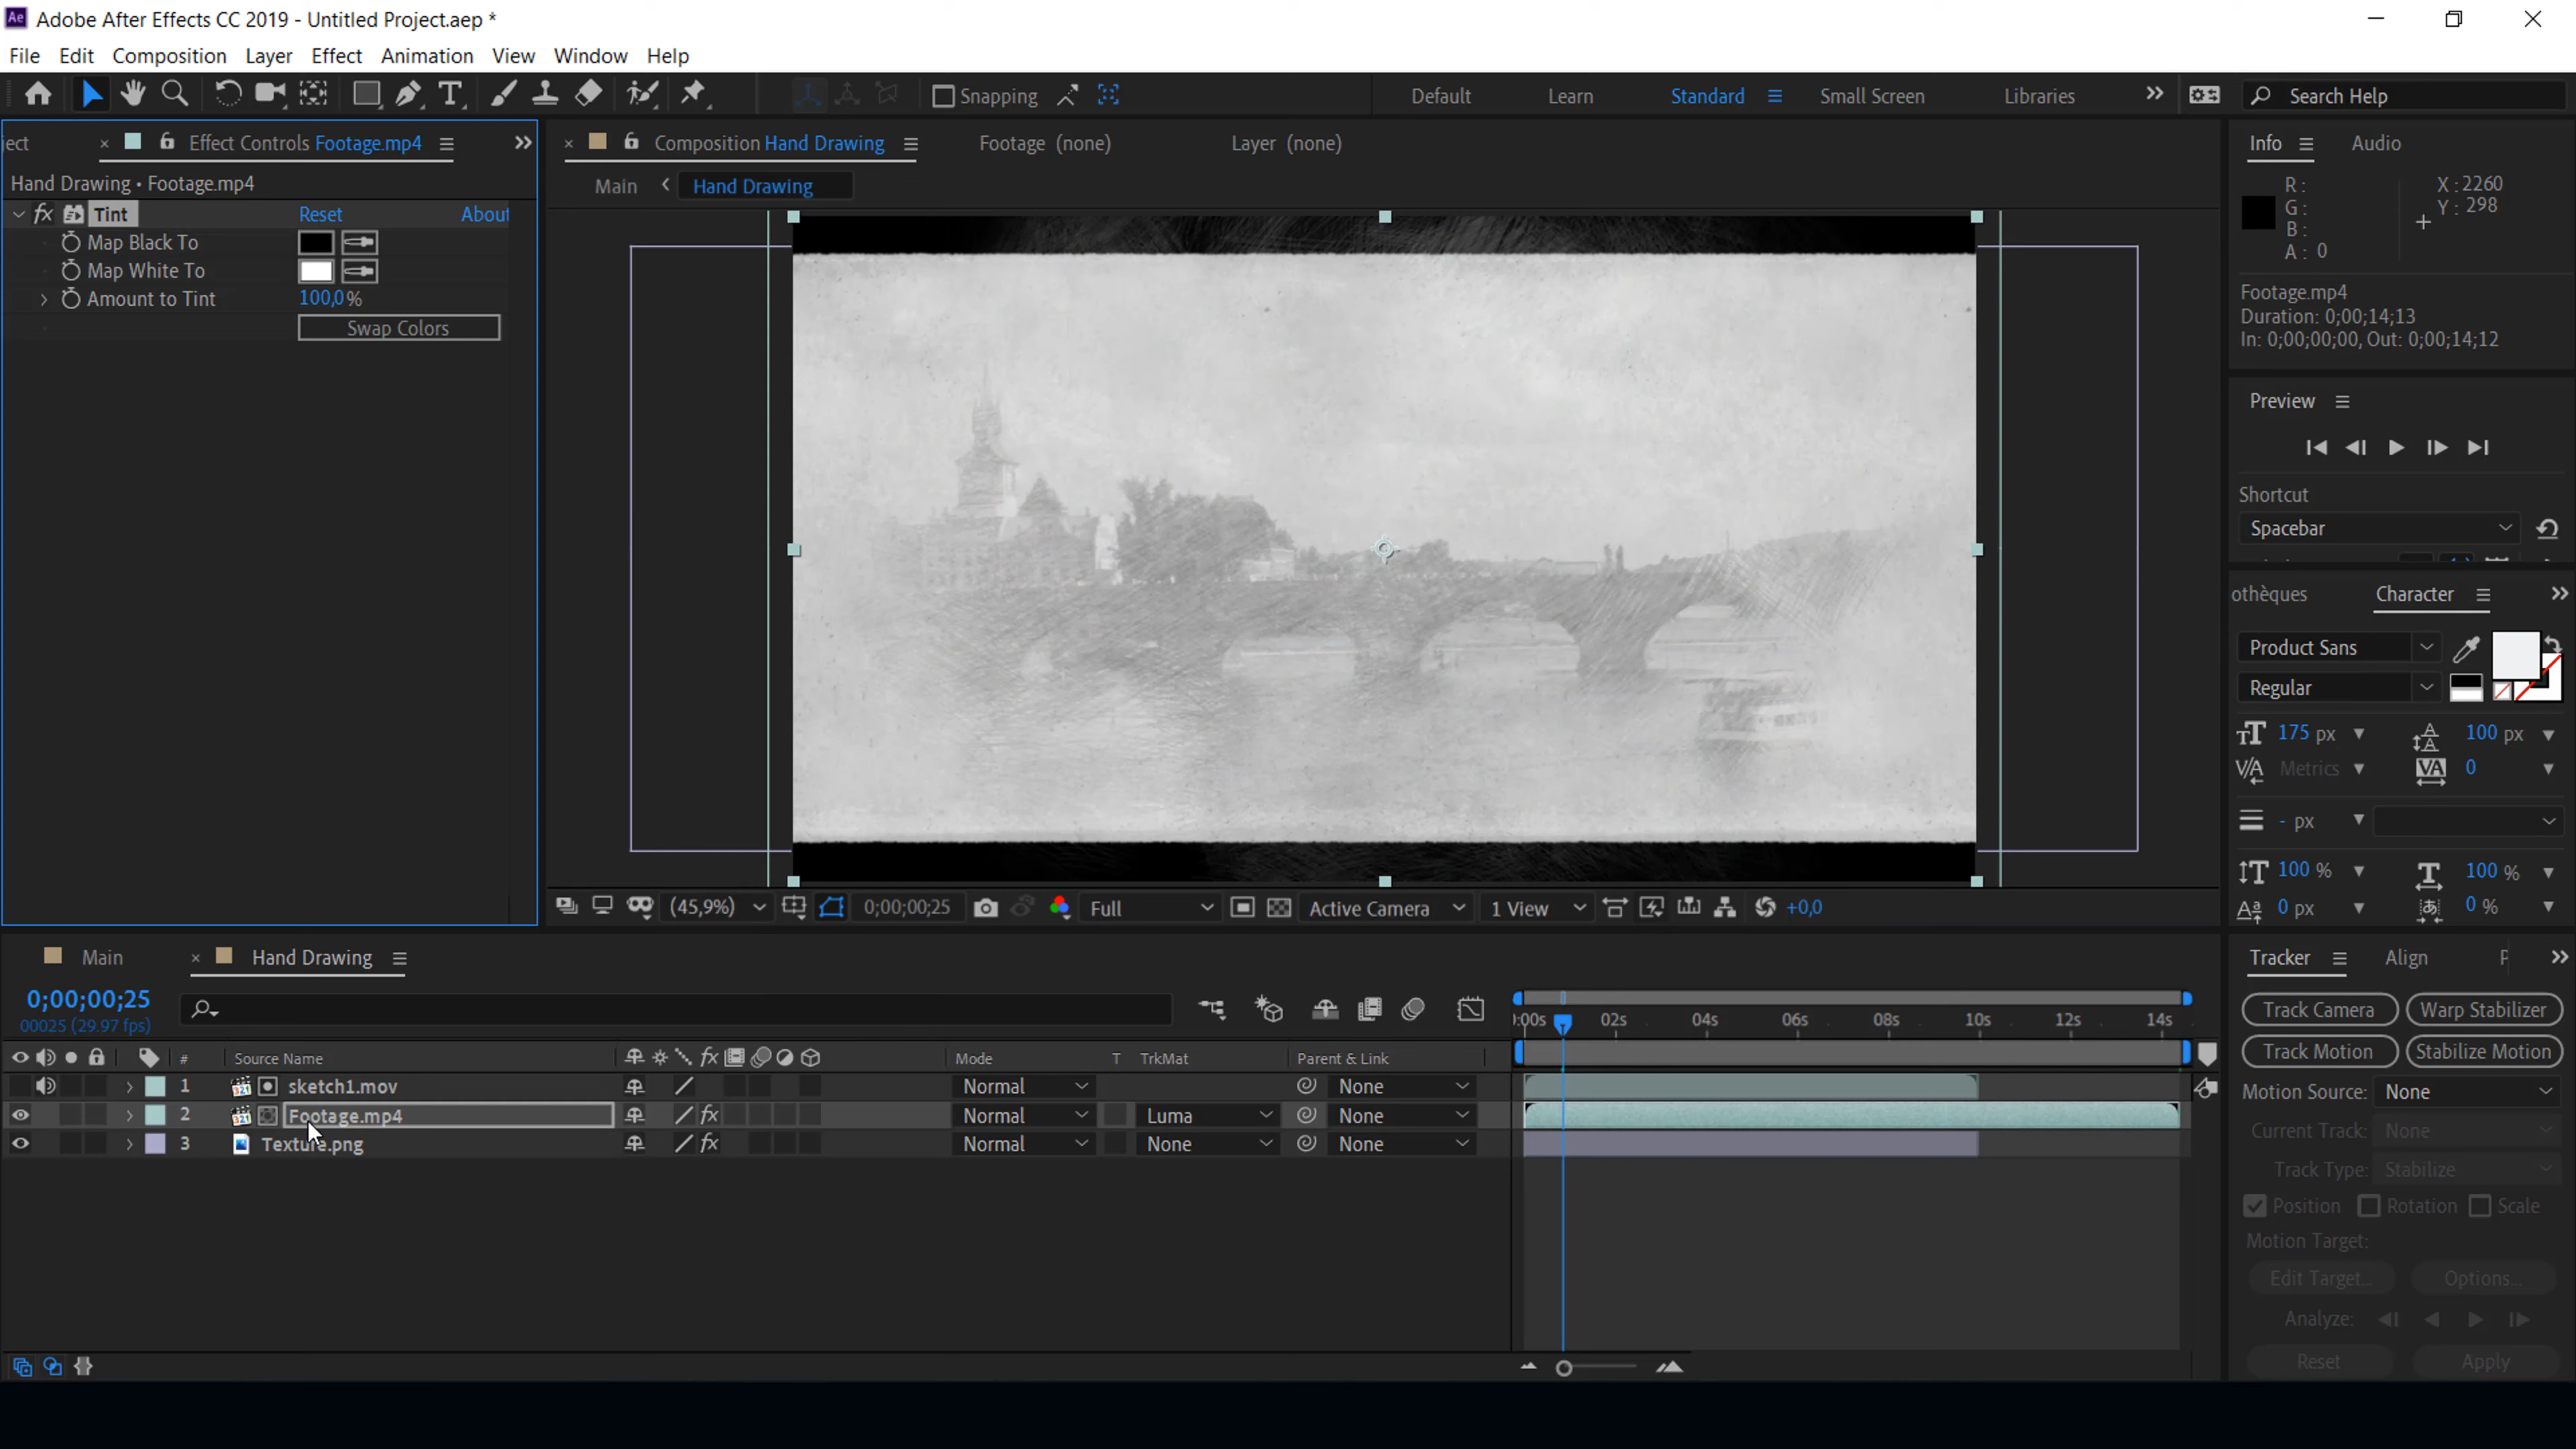 Ae Adobe After Effects CC 2019 - Untitled Project.aep *
File Edit Composition Layer Effect Animation View Window Help
Snapping Default Learn Standard Small Screen Libraries Search Help
ject Effect Controls Footage.mp4
Hand Drawing • Footage.mp4
fx Tint Reset About
Map Black To
Map White To
Amount to Tint 100,0%
Swap Colors
Composition Hand Drawing Footage (none) Layer (none)
Main Hand Drawing
(45,9%) 0;00;00;25 Full Active Camera 1 View +0,0
Info Audio
R :
G :
B :
A : 0
X : 2260
Y : 298
Footage.mp4
Duration: 0;00;14;13
In: 0;00;00;00, Out: 0;00;14;12
Preview
Shortcut
Spacebar
othèques Character
Product Sans
Regular
175 px 100 px
Metrics 0
- px
100 % 100 %
0 px 0 %
Main Hand Drawing
0;00;00;25
00025 (29.97 fps)
:00s 02s 04s 06s 08s 10s 12s 14s
# Source Name fx Mode T TrkMat Parent & Link
1 sketch1.mov Normal None
2 Footage.mp4 fx Normal Luma None
3 Texture.png fx Normal None None
Tracker Align
Track Camera Warp Stabilizer
Track Motion Stabilize Motion
Motion Source: None
Current Track: None
Track Type: Stabilize
Position Rotation Scale
Motion Target:
Edit Target... Options...
Analyze:
Reset Apply